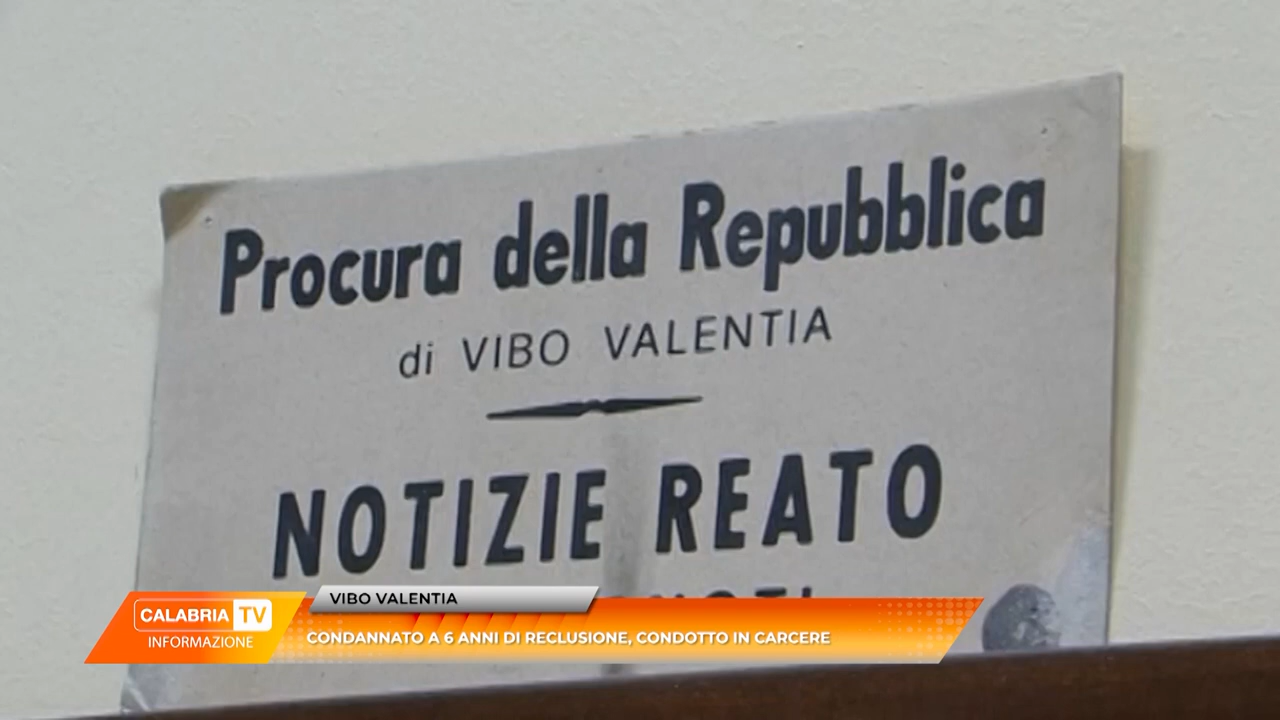 Procura della Repubblica
di VIBO VALENTIA
NOTIZIE REATO
VIBO VALENTIA
CALABRIA TV
INFORMAZIONE
CONDANNATO A 6 ANNI DI RECLUSIONE, CONDOTTO IN CARCERE